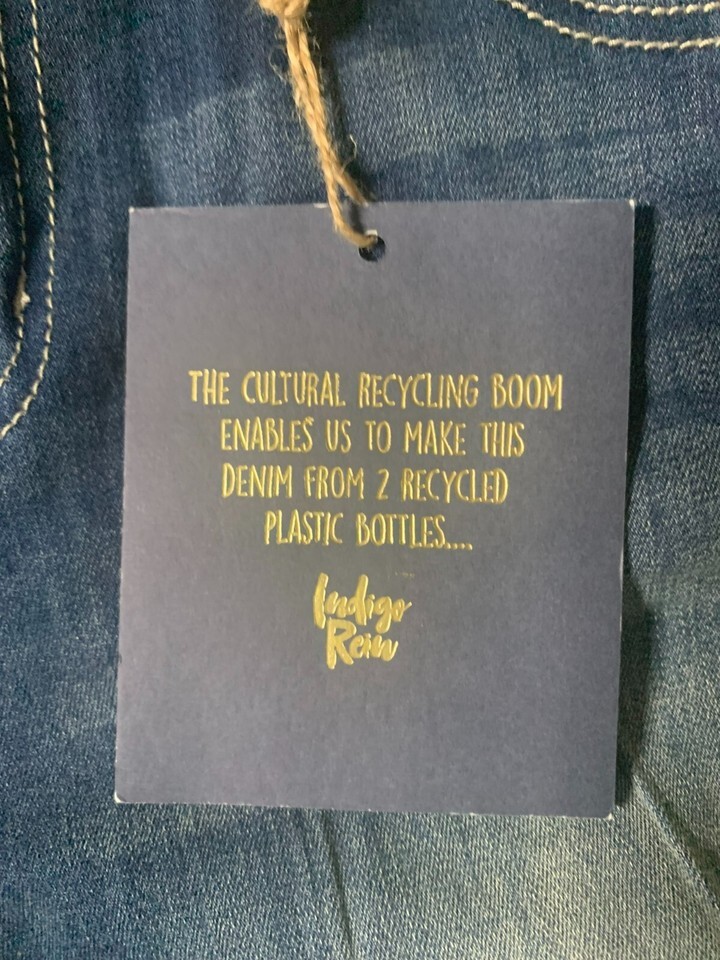 THE CULTURAL RECYCLING BOOM
ENABLES US TO MAKE THIS
DENIM FROM 2 RECYCLED
PLASTIC BOTTLES....
Indigo
Rein